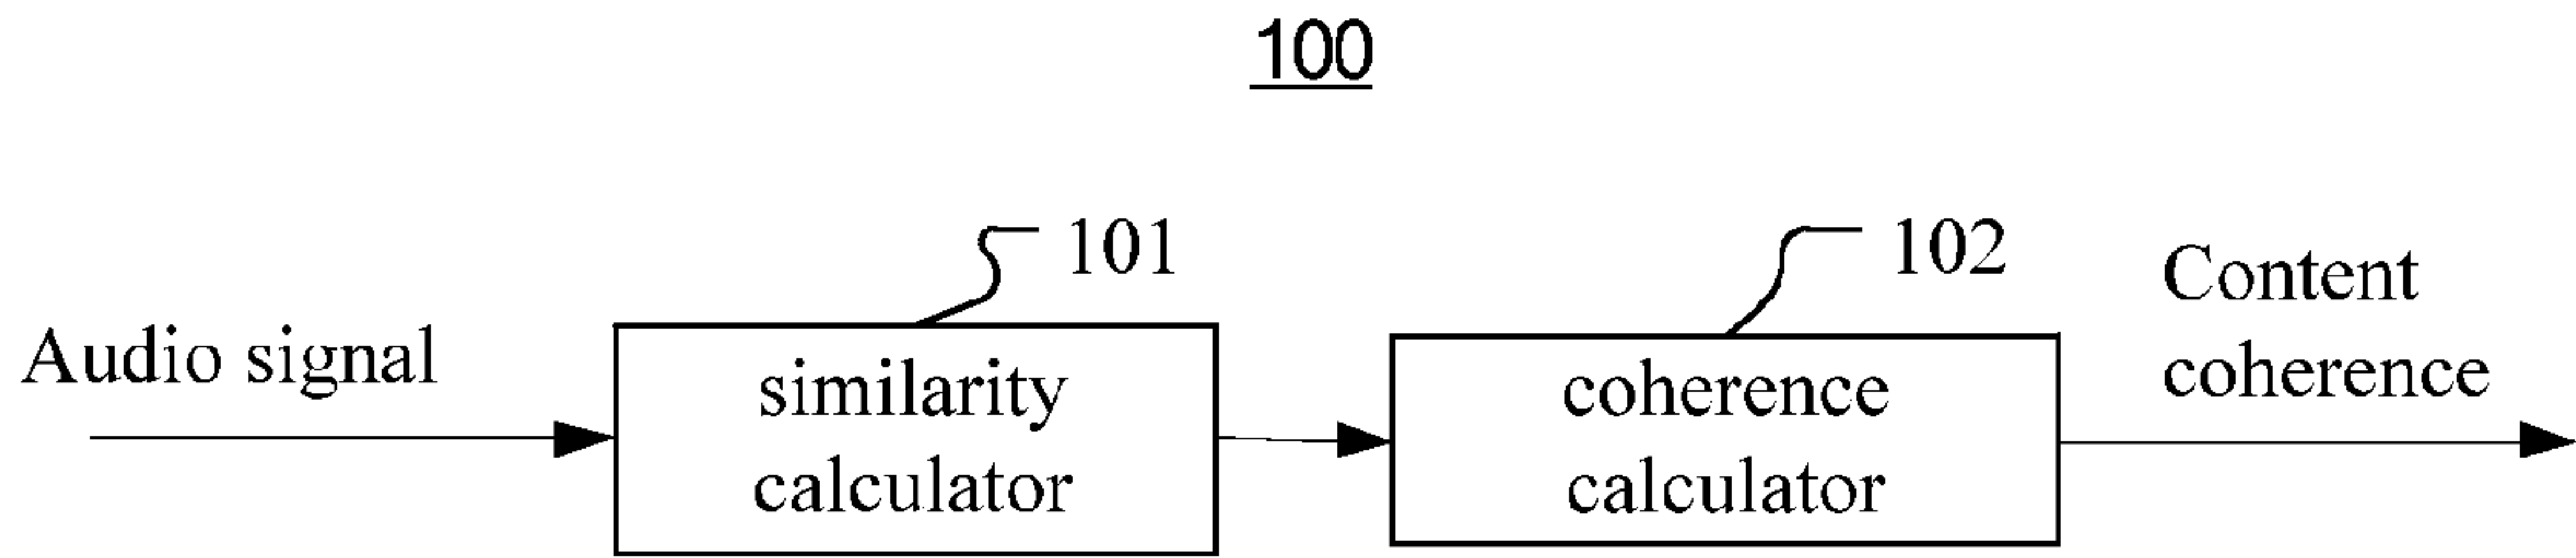 100
101
102
Audio signal
similarity
calculator
coherence
calculator
Content
coherence